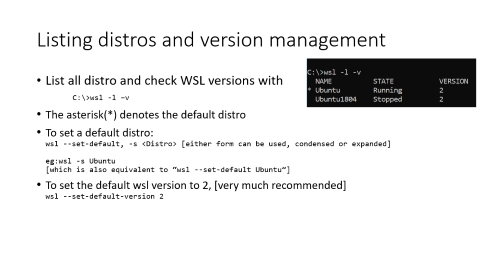 Listing distros and version management
• List all distro and check WSL versions with
C:\>wsl -l -v
• The asterisk(*) denotes the default distro
• To set a default distro:
wsl --set-default, -s <Distro> [either form can be used, condensed or expanded]
eg:wsl -s Ubuntu
[which is also equivalent to "wsl --set-default Ubuntu"]
• To set the default wsl version to 2, [very much recommended]
wsl --set-default-version 2
C:\>wsl -l -v
NAME STATE VERSION
* Ubuntu Running 2
Ubuntu1804 Stopped 2